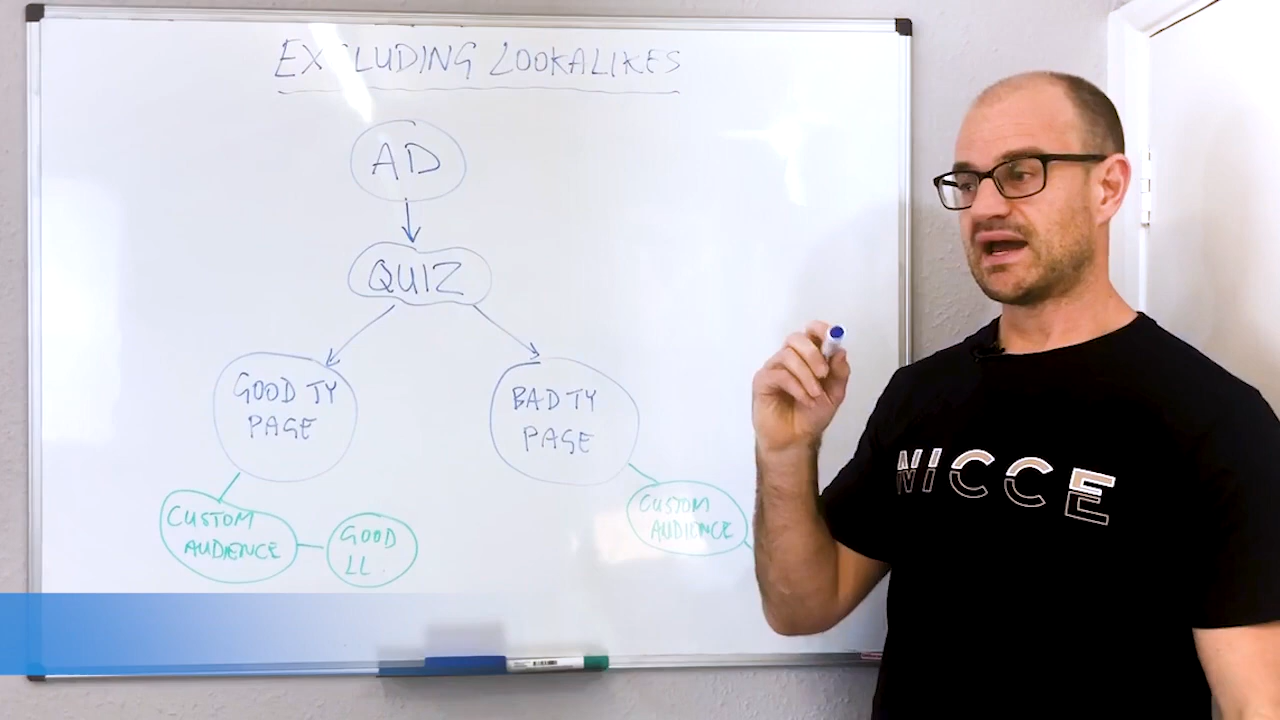 EXCLUDING LOOKALIKES
AD
QUIZ
GOOD TY
PAGE
BAD TY
PAGE
CUSTOM
AUDIENCE
GOOD
LL
CUSTOM
AUDIENCE
NICCE